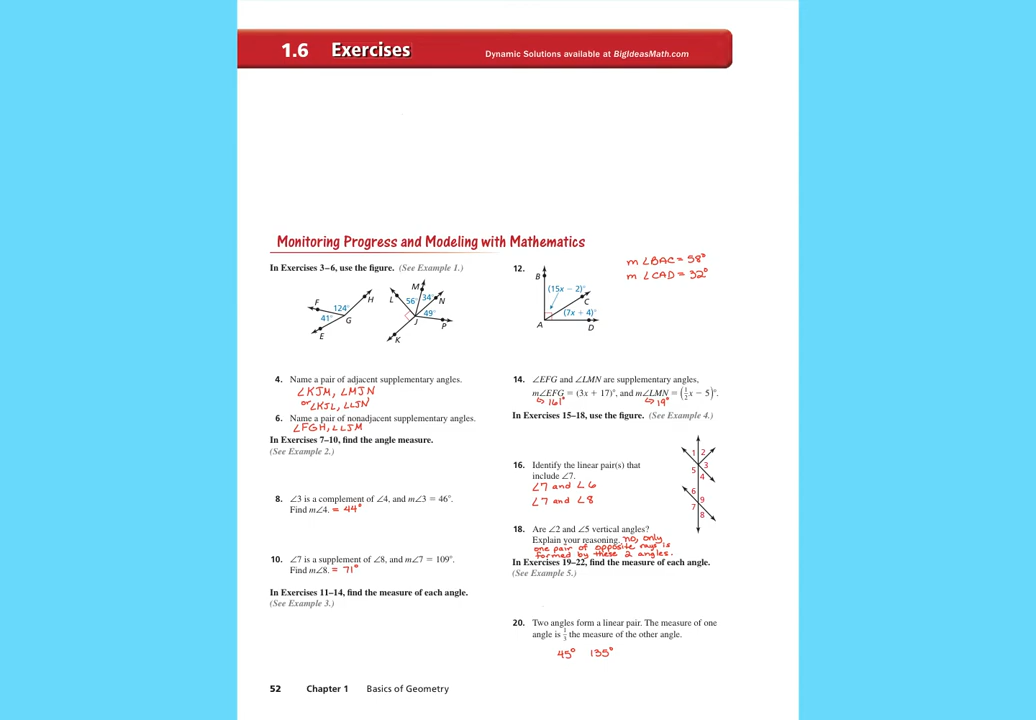 1.6 Exercises
Dynamic Solutions available at BigIdeasMath.com
Monitoring Progress and Modeling with Mathematics
In Exercises 3–6, use the figure. (See Example 1.)
F
124°
H
41°
G
E
M
L
56°
34°
N
49°
J
P
K
4. Name a pair of adjacent supplementary angles.
∠KJM, ∠MJN
or ∠KJL, ∠LJN
6. Name a pair of nonadjacent supplementary angles.
∠FGH, ∠LJM
In Exercises 7–10, find the angle measure.
(See Example 2.)
8. ∠3 is a complement of ∠4, and m∠3 = 46°.
Find m∠4. = 44°
10. ∠7 is a supplement of ∠8, and m∠7 = 109°.
Find m∠8. = 71°
In Exercises 11–14, find the measure of each angle.
(See Example 3.)
12.
B
(15x − 2)°
C
(7x + 4)°
A
D
m∠BAC = 58°
m∠CAD = 32°
14. ∠EFG and ∠LMN are supplementary angles,
m∠EFG = (3x + 17)°, and m∠LMN = (1/2 x − 5)°.
↳ 161° ↳ 19°
In Exercises 15–18, use the figure. (See Example 4.)
1 2
3
5
4
6
9
7
8
16. Identify the linear pair(s) that
include ∠7.
∠7 and ∠6
∠7 and ∠8
18. Are ∠2 and ∠5 vertical angles?
Explain your reasoning. no, only
one pair of opposite rays is
formed by these 2 angles.
In Exercises 19–22, find the measure of each angle.
(See Example 5.)
20. Two angles form a linear pair. The measure of one
angle is 1/3 the measure of the other angle.
45° 135°
52 Chapter 1 Basics of Geometry